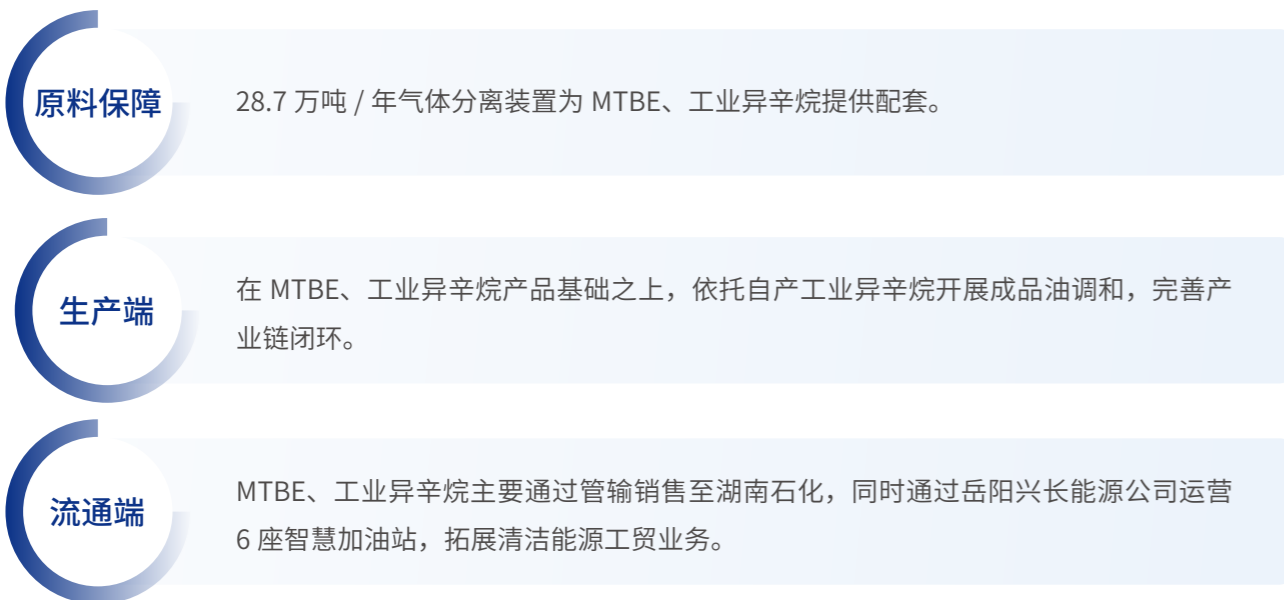 原料保障
28.7 万吨 / 年气体分离装置为 MTBE、工业异辛烷提供配套。
生产端
在 MTBE、工业异辛烷产品基础之上，依托自产工业异辛烷开展成品油调和，完善产
业链闭环。
流通端
MTBE、工业异辛烷主要通过管输销售至湖南石化，同时通过岳阳兴长能源公司运营
6 座智慧加油站，拓展清洁能源工贸业务。